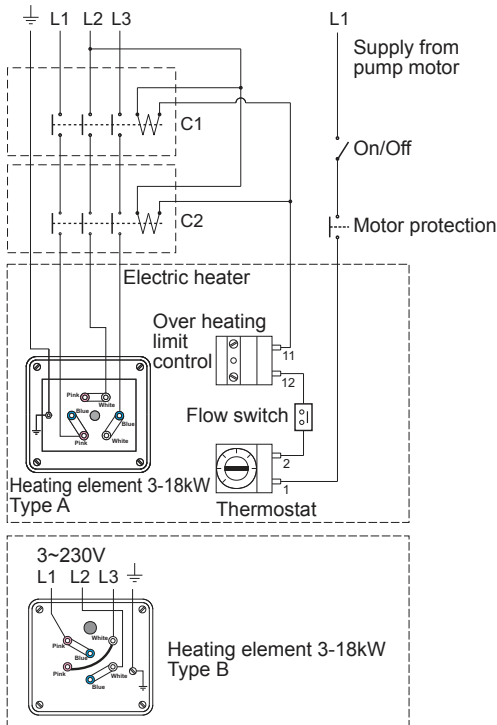 L1 L2 L3
L1
Supply from
pump motor
C1
On/Off
C2
Motor protection
Electric heater
Over heating
limit
control
11
12
Pink
White
Blue
Blue
Pink
White
Flow switch
2
1
Heating element 3-18kW
Type A
Thermostat
3~230V
L1 L2 L3
White
Pink
Blue
Pink
White
Blue
Heating element 3-18kW
Type B